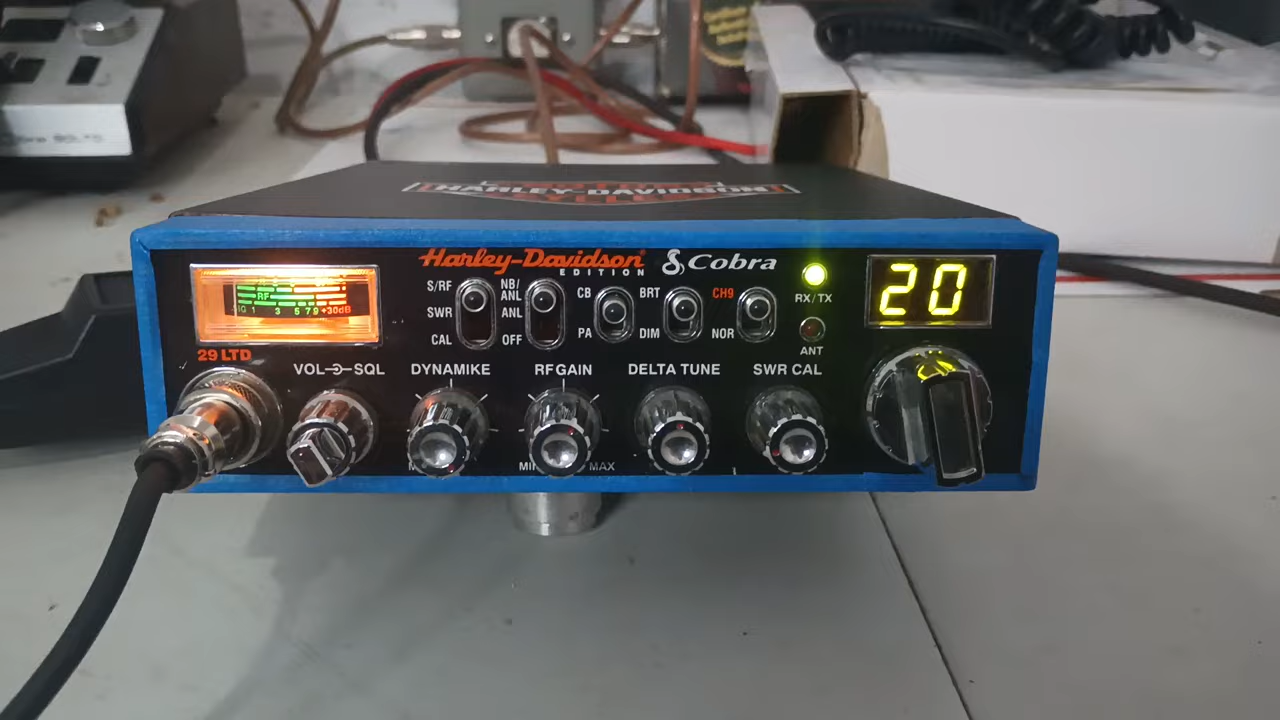 HARLEY-DAVIDSON
Harley-Davidson
EDITION
Cobra
S/RF
SWR
CAL
NB/
ANL
ANL
OFF
CB
PA
BRT
DIM
CH9
NOR
RX/TX
ANT
20
RF
1 3 5 7 9 +30dB
29 LTD
VOL SQL
DYNAMIKE
RF GAIN
DELTA TUNE
SWR CAL
MAX